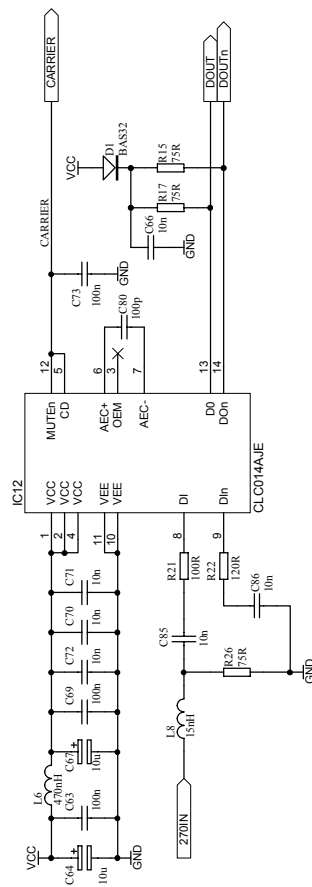 CARRIER
CARRIER
VCC
D1
BAS32
R15
75R
R17
75R
C66
10n
GND
DOUT
DOUTn
C73
100n
GND
C80
100p
12
5
6
3
7
13
14
MUTEn
CD
AEC+
OEM
AEC-
D0
DOn
IC12
CLC014AJE
VCC
VCC
VCC
VEE
VEE
DI
DIn
1
2
4
11
10
8
9
C71
10n
C70
10n
C72
10n
C69
100n
C67
+
10u
L6
470nH
C63
100n
VCC
C64
+
10u
GND
R21
100R
R22
120R
C86
10n
C85
10n
R26
75R
GND
L8
15nH
270IN